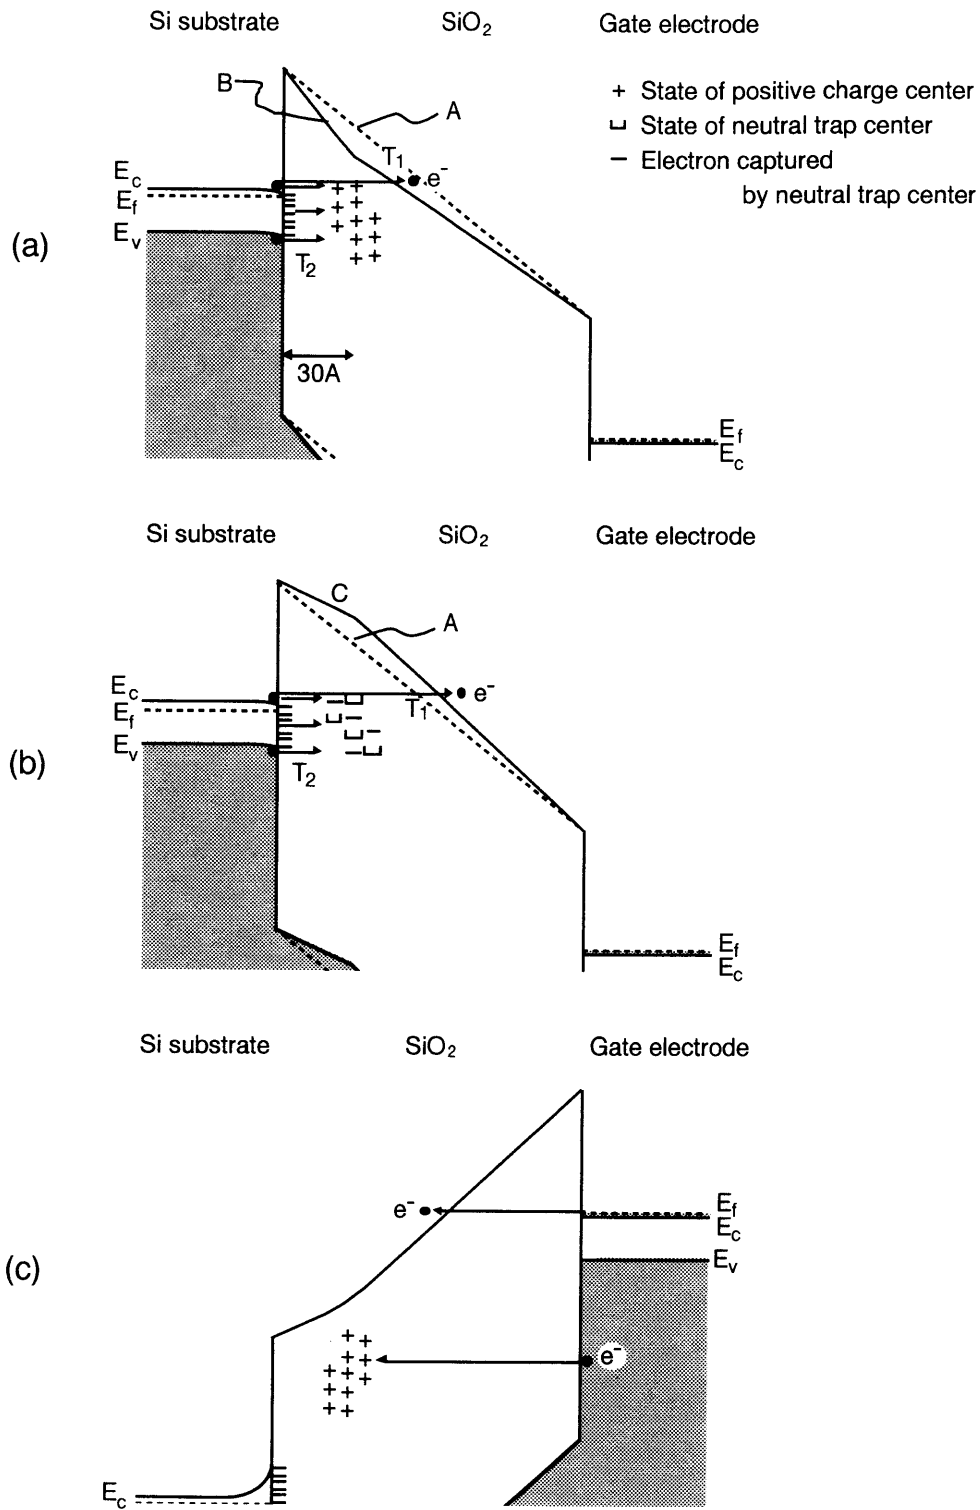 Si substrate SiO2 Gate electrode
+ State of positive charge center
⊔ State of neutral trap center
− Electron captured
by neutral trap center
B
A
T1
e−
Ec
Ef
Ev
(a)
T2
30A
Ef
Ec
Si substrate SiO2 Gate electrode
C
A
Ec
e−
Ef
T1
Ev
(b)
T2
Ef
Ec
Si substrate SiO2 Gate electrode
e−
Ef
Ec
Ev
(c)
e−
Ec